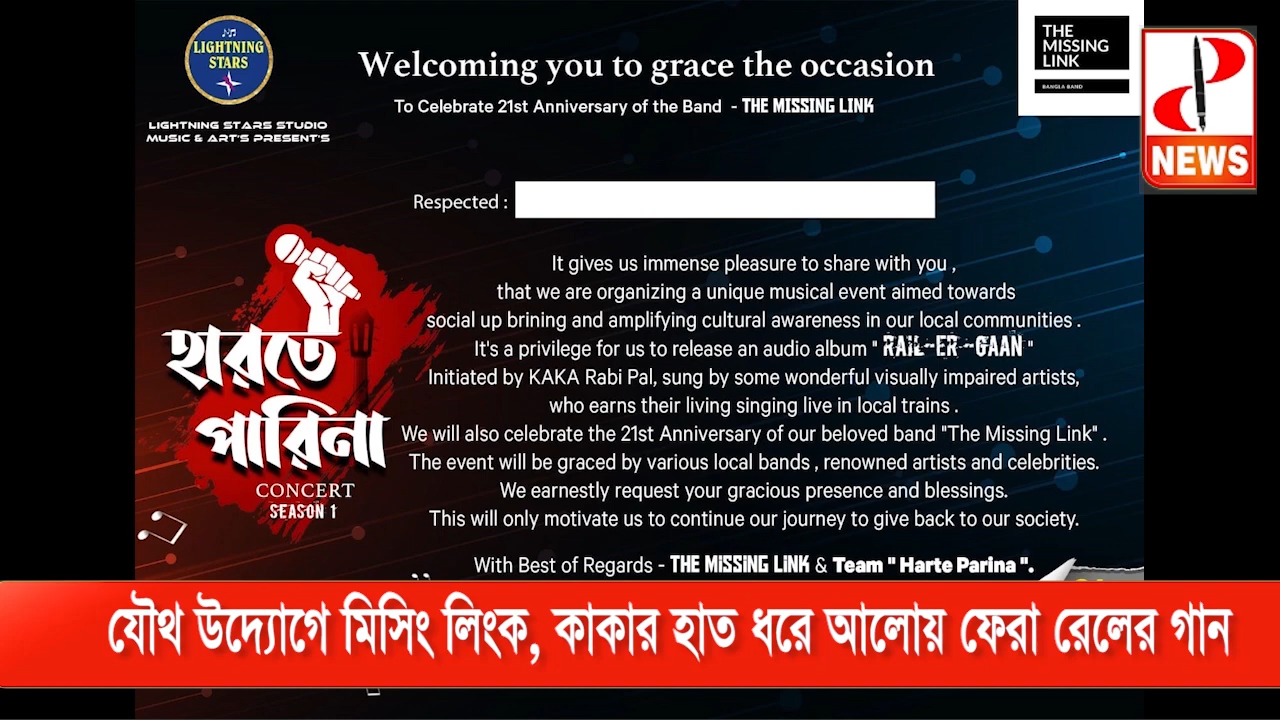 LIGHTNING
STARS
LIGHTNING STARS STUDIO
MUSIC & ART'S PRESENT'S
Welcoming you to grace the occasion
To Celebrate 21st Anniversary of the Band - THE MISSING LINK
THE
MISSING
LINK
BANGLA BAND
NEWS
Respected :
It gives us immense pleasure to share with you ,
that we are organizing a unique musical event aimed towards
social up brining and amplifying cultural awareness in our local communities .
It's a privilege for us to release an audio album " RAIL-ER-GAAN "
Initiated by KAKA Rabi Pal, sung by some wonderful visually impaired artists,
who earns their living singing live in local trains .
We will also celebrate the 21st Anniversary of our beloved band "The Missing Link" .
The event will be graced by various local bands , renowned artists and celebrities.
We earnestly request your gracious presence and blessings.
This will only motivate us to continue our journey to give back to our society.
With Best of Regards - THE MISSING LINK & Team " Harte Parina ".
হারতে
পারিনা
CONCERT
SEASON 1
যৌথ উদ্যোগে মিসিং লিংক, কাকার হাত ধরে আলোয় ফেরা রেলের গান